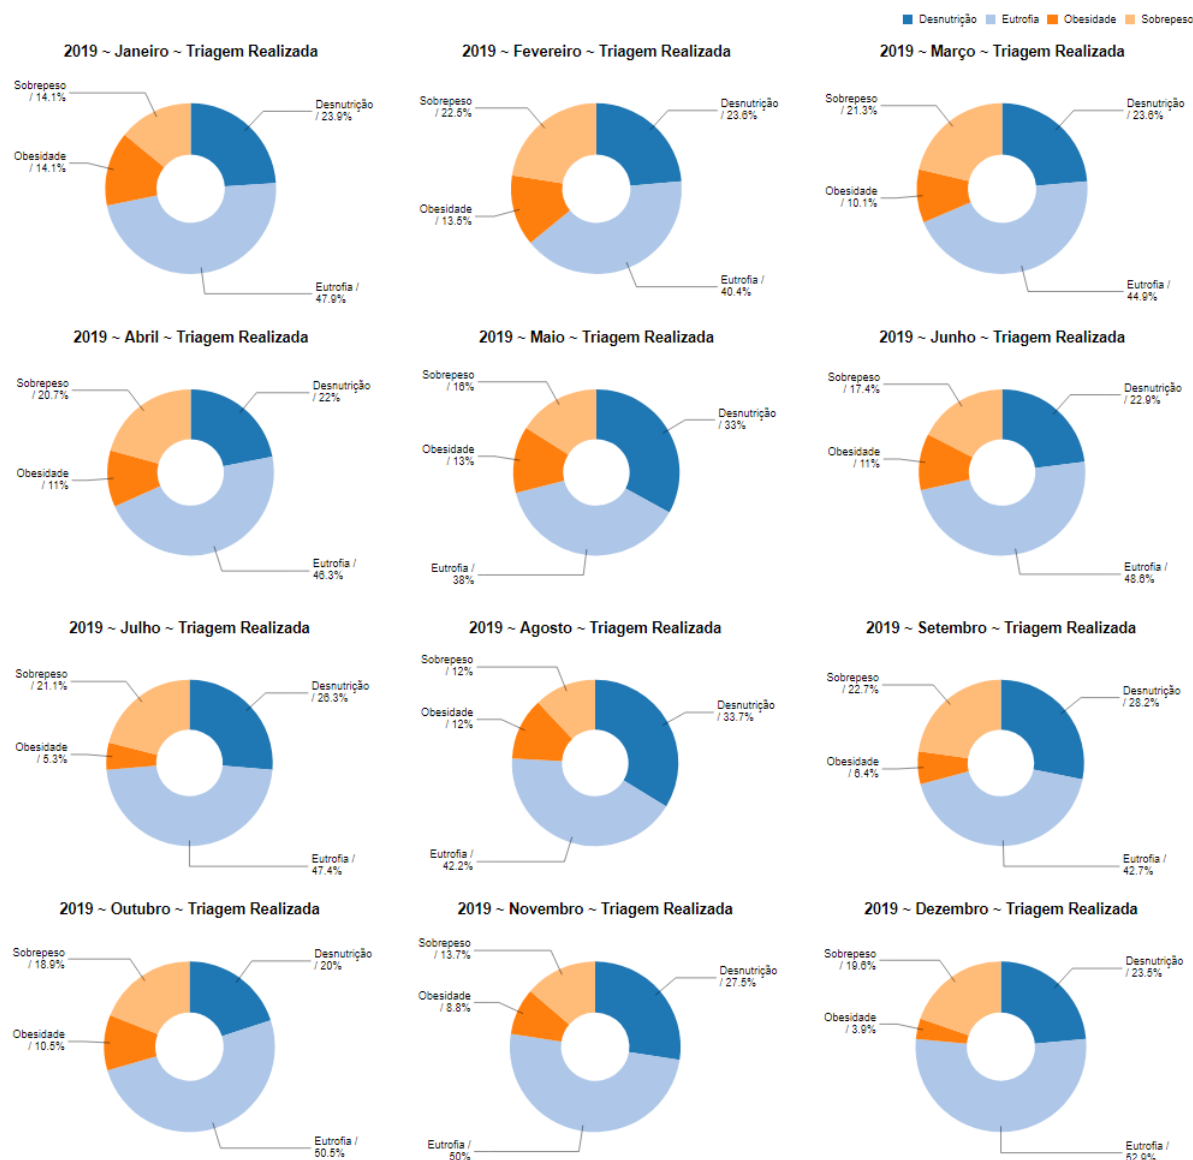 Desnutrição Eutrofia Obesidade Sobrepeso
2019 ~ Janeiro ~ Triagem Realizada
Sobrepeso
/ 14.1%
Desnutrição
/ 23.9%
Obesidade
/ 14.1%
Eutrofia /
47.9%
2019 ~ Fevereiro ~ Triagem Realizada
Sobrepeso
/ 22.5%
Desnutrição
/ 23.6%
Obesidade
/ 13.5%
Eutrofia /
40.4%
2019 ~ Março ~ Triagem Realizada
Sobrepeso
/ 21.3%
Desnutrição
/ 23.6%
Obesidade
/ 10.1%
Eutrofia /
44.9%
2019 ~ Abril ~ Triagem Realizada
Sobrepeso
/ 20.7%
Desnutrição
/ 22%
Obesidade
/ 11%
Eutrofia /
46.3%
2019 ~ Maio ~ Triagem Realizada
Sobrepeso
/ 16%
Desnutrição
/ 33%
Obesidade
/ 13%
Eutrofia /
38%
2019 ~ Junho ~ Triagem Realizada
Sobrepeso
/ 17.4%
Desnutrição
/ 22.9%
Obesidade
/ 11%
Eutrofia /
48.6%
2019 ~ Julho ~ Triagem Realizada
Sobrepeso
/ 21.1%
Desnutrição
/ 26.3%
Obesidade
/ 5.3%
Eutrofia /
47.4%
2019 ~ Agosto ~ Triagem Realizada
Sobrepeso
/ 12%
Desnutrição
/ 33.7%
Obesidade
/ 12%
Eutrofia /
42.2%
2019 ~ Setembro ~ Triagem Realizada
Sobrepeso
/ 22.7%
Desnutrição
/ 28.2%
Obesidade
/ 6.4%
Eutrofia /
42.7%
2019 ~ Outubro ~ Triagem Realizada
Sobrepeso
/ 18.9%
Desnutrição
/ 20%
Obesidade
/ 10.5%
Eutrofia /
50.5%
2019 ~ Novembro ~ Triagem Realizada
Sobrepeso
/ 13.7%
Desnutrição
/ 27.5%
Obesidade
/ 8.8%
Eutrofia /
50%
2019 ~ Dezembro ~ Triagem Realizada
Sobrepeso
/ 19.6%
Desnutrição
/ 23.5%
Obesidade
/ 3.9%
Eutrofia /
52.9%